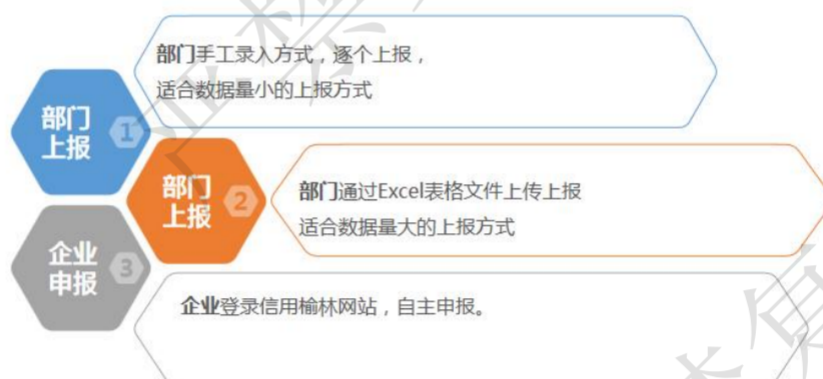 部门手工录入方式，逐个上报，
适合数据量小的上报方式
部门
上报
1
部门
上报
2
部门通过Excel表格文件上传上报
适合数据量大的上报方式
企业
申报
3
企业登录信用榆林网站，自主申报。
严禁
禁复